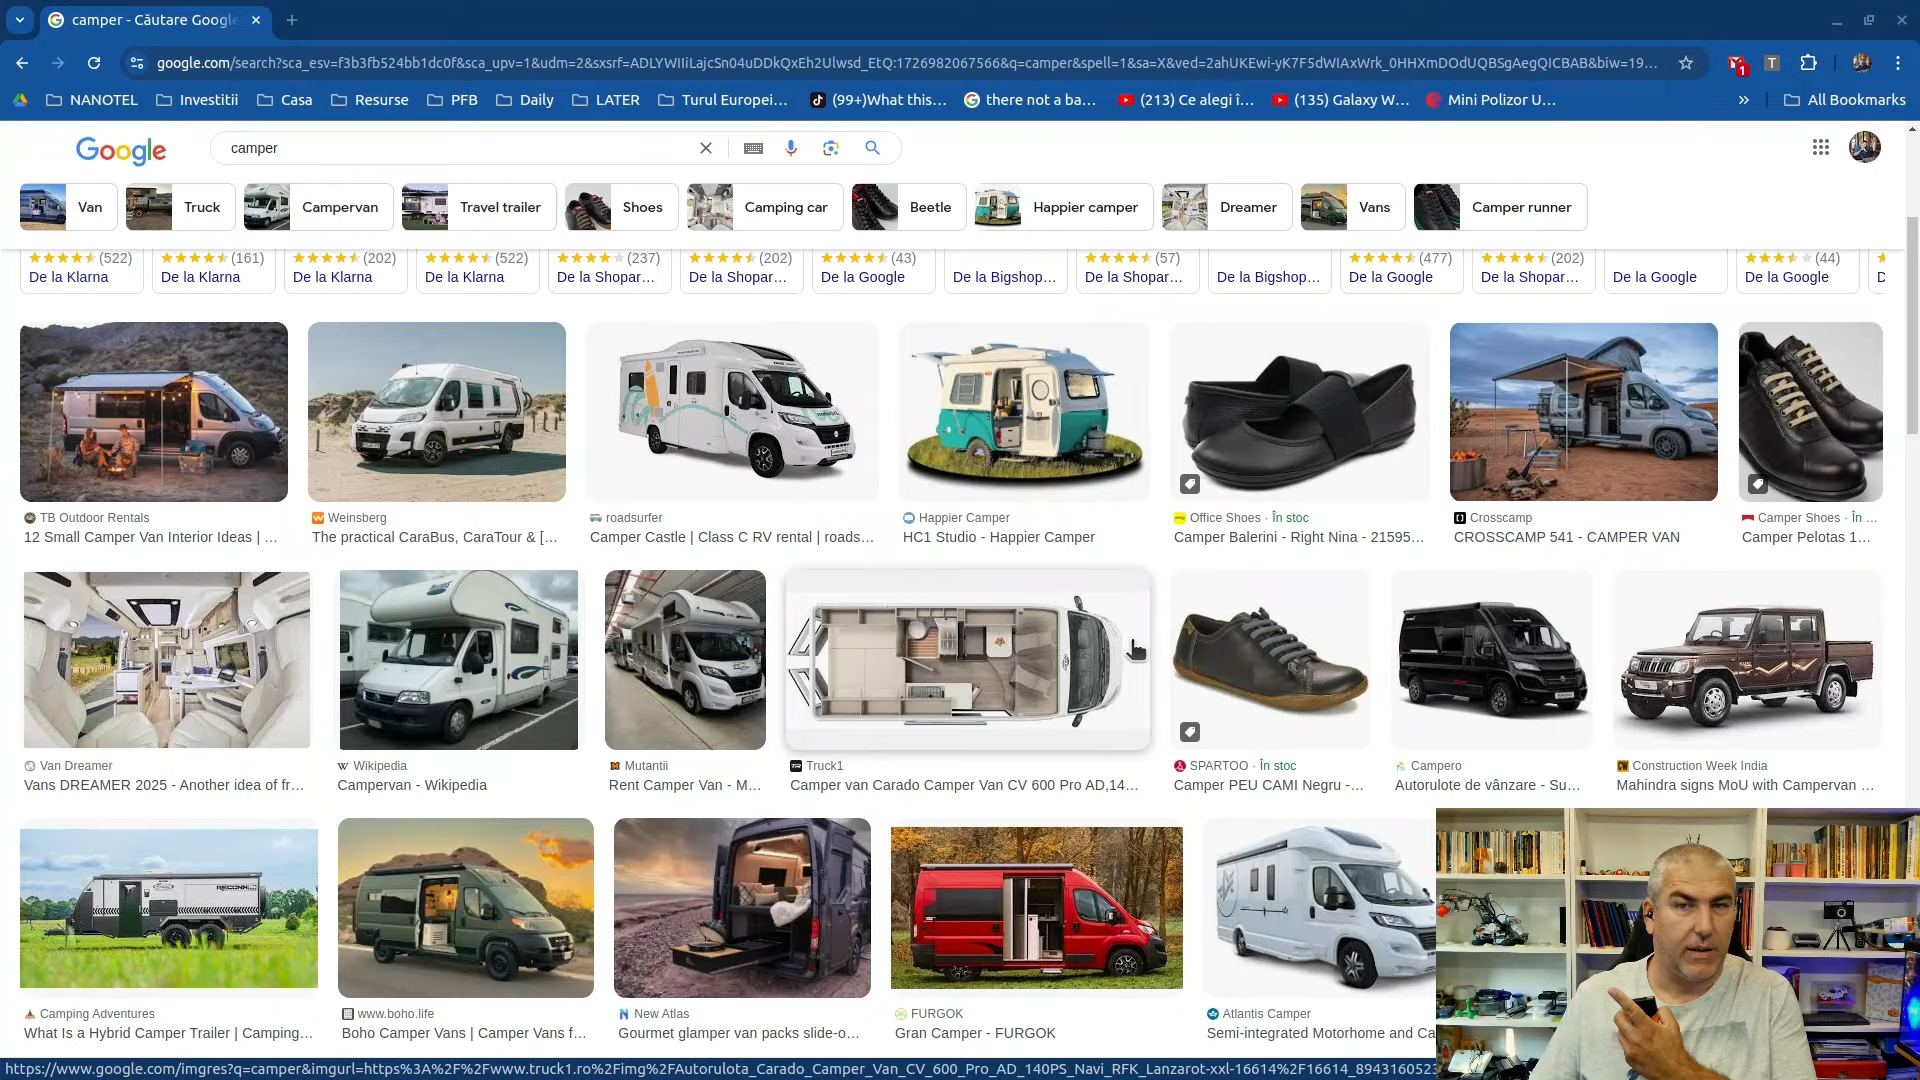 camper - Căutare Google
google.com/search?sca_esv=f3b3fb524bb1dc0f&sca_upv=1&udm=2&sxsrf=ADLYWIIiLajcSn04uDDkQxEh2Ulwsd_EtQ:1726982067566&q=camper&spell=1&sa=X&ved=2ahUKEwi-yK7F5dWIAxWrk_0HHXmDOdUQBSgAegQICBAB&biw=19...
1
NANOTEL Investitii Casa Resurse PFB Daily LATER Turul Europei... (99+)What this... there not a ba... (213) Ce alegi î... (135) Galaxy W... Mini Polizor U... » All Bookmarks
Google camper
Van Truck Campervan Travel trailer Shoes Camping car Beetle Happier camper Dreamer Vans Camper runner
(522) (161) (202) (522) (237) (202) (43) (57) (477) (202) (44)
De la Klarna De la Klarna De la Klarna De la Klarna De la Shopar... De la Shopar... De la Google De la Bigshop... De la Shopar... De la Bigshop... De la Google De la Shopar... De la Google De la Google D
TB Outdoor Rentals Weinsberg roadsurfer Happier Camper Office Shoes · În stoc Crosscamp Camper Shoes · În ...
12 Small Camper Van Interior Ideas | ... The practical CaraBus, CaraTour & [... Camper Castle | Class C RV rental | roads... HC1 Studio - Happier Camper Camper Balerini - Right Nina - 21595... CROSSCAMP 541 - CAMPER VAN Camper Pelotas 1...
Van Dreamer Wikipedia Mutantii Truck1 SPARTOO · În stoc Campero Construction Week India
Vans DREAMER 2025 - Another idea of fr... Campervan - Wikipedia Rent Camper Van - M... Camper van Carado Camper Van CV 600 Pro AD,14... Camper PEU CAMI Negru -... Autorulote de vânzare - Su... Mahindra signs MoU with Campervan ...
RECONN
Camping Adventures www.boho.life New Atlas FURGOK Atlantis Camper
What Is a Hybrid Camper Trailer | Camping... Boho Camper Vans | Camper Vans f... Gourmet glamper van packs slide-o... Gran Camper - FURGOK Semi-integrated Motorhome and Ca
https://www.google.com/imgres?q=camper&imgurl=https%3A%2F%2Fwww.truck1.ro%2Fimg%2FAutorulota_Carado_Camper_Van_CV_600_Pro_AD_140PS_Navi_RFK_Lanzarot-xxl-16614%2F16614_8943160523